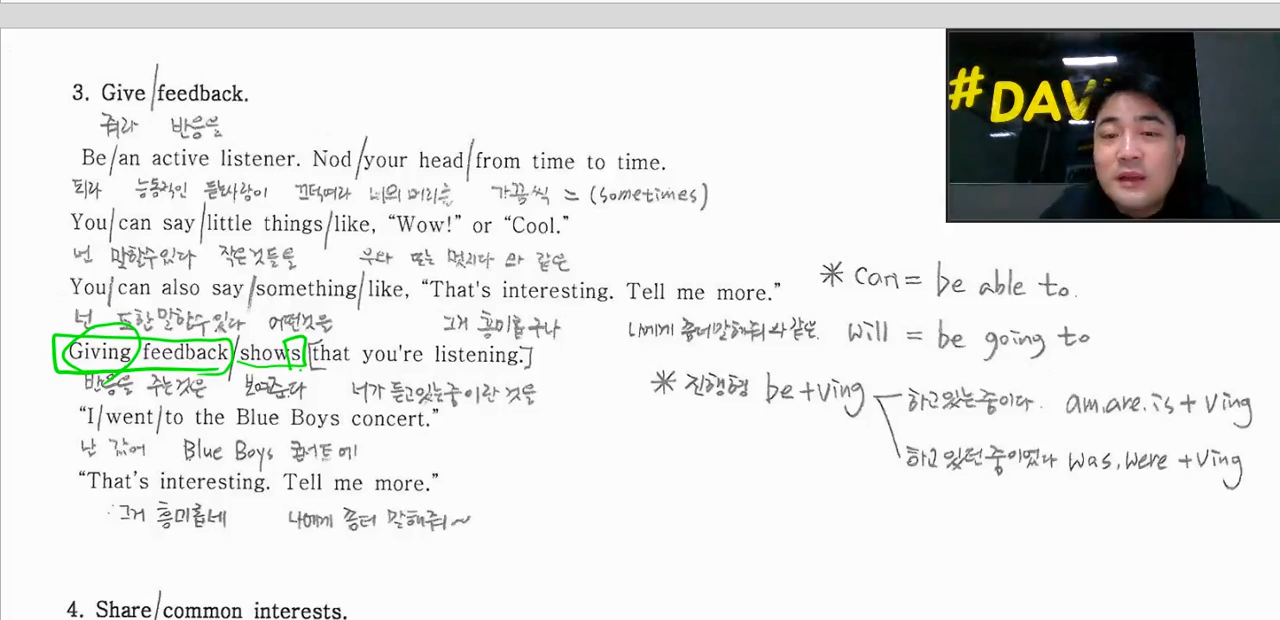 #DAV
3. Give/feedback.
줘라 반응을
Be/an active listener. Nod/your head/from time to time.
되라 능동적인 듣는사람이 끄덕여라 너의 머리를 가끔씩 = (sometimes)
You/can say/little things/like, “Wow!” or “Cool.”
넌 말할수있다 작은것들을 우와 또는 멋지다 와 같은
You/can also say/something/like, “That's interesting. Tell me more.”
넌 또한 말할수있다 어떤것은 그거 흥미롭구나 나에게 좀더말해줘와 같은.
Giving feedback/shows [that you're listening.]
반응을 주는것은 보여준다 너가 듣고있는중이란 것을
“I/went/to the Blue Boys concert.”
난 갔어 Blue Boys 콘서트에
“That's interesting. Tell me more.”
그거 흥미롭네 나에게 좀더 말해줘~
4. Share/common interests.
* can = be able to.
will = be going to
* 진행형 be+ving
하고있는중이다. am.are.is + ving
하고 있던 중이었다 was, were + ving